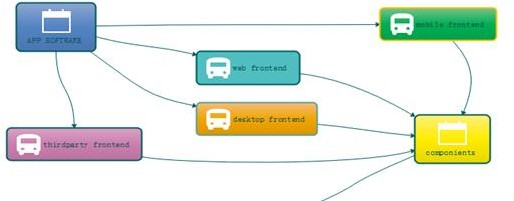 mobile frontend
APP SOFTWARE
web frontend
desktop frontend
thirdparty frontend
componients